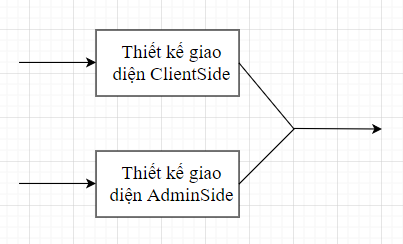 Thiết kế giao
diện ClientSide
Thiết kế giao
diện AdminSide